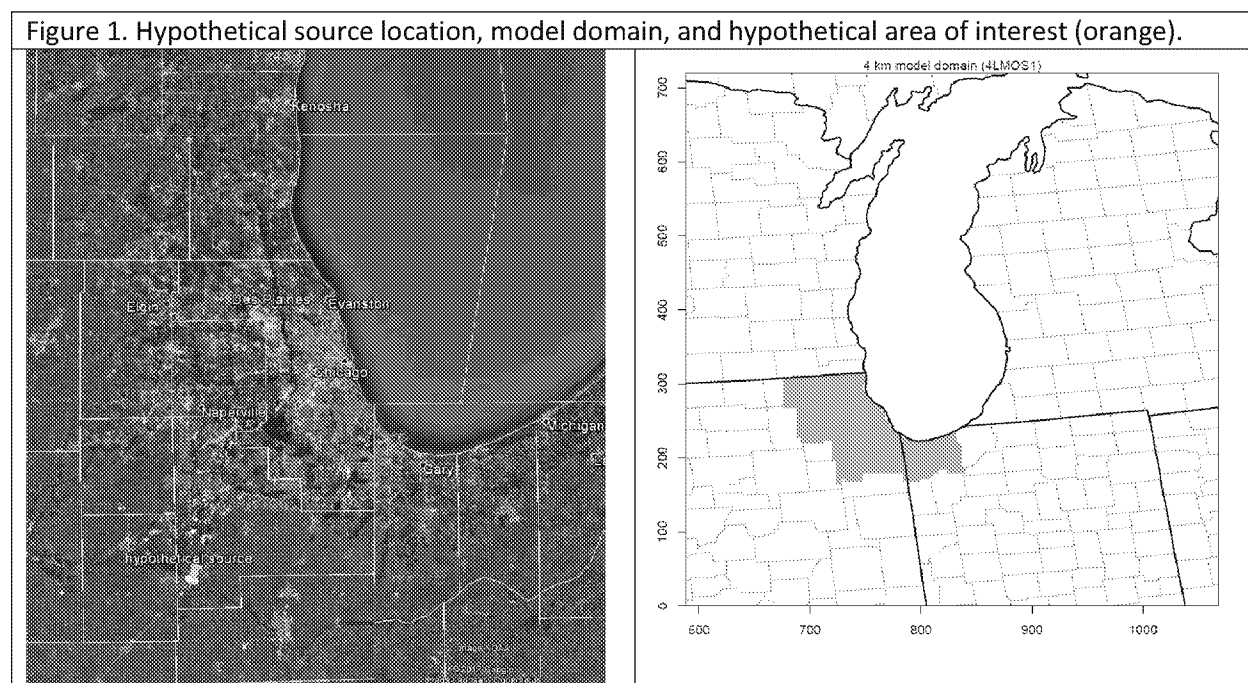 Figure 1. Hypothetical source location, model domain, and hypothetical area of interest (orange).
Kenosha
Elgin
Des Plaines
Evanston
Chicago
Naperville
Gary
Michigan
hypothetical source
4 km model domain (4LMOS1)
700
600
500
400
300
200
100
0
600
700
800
900
1000